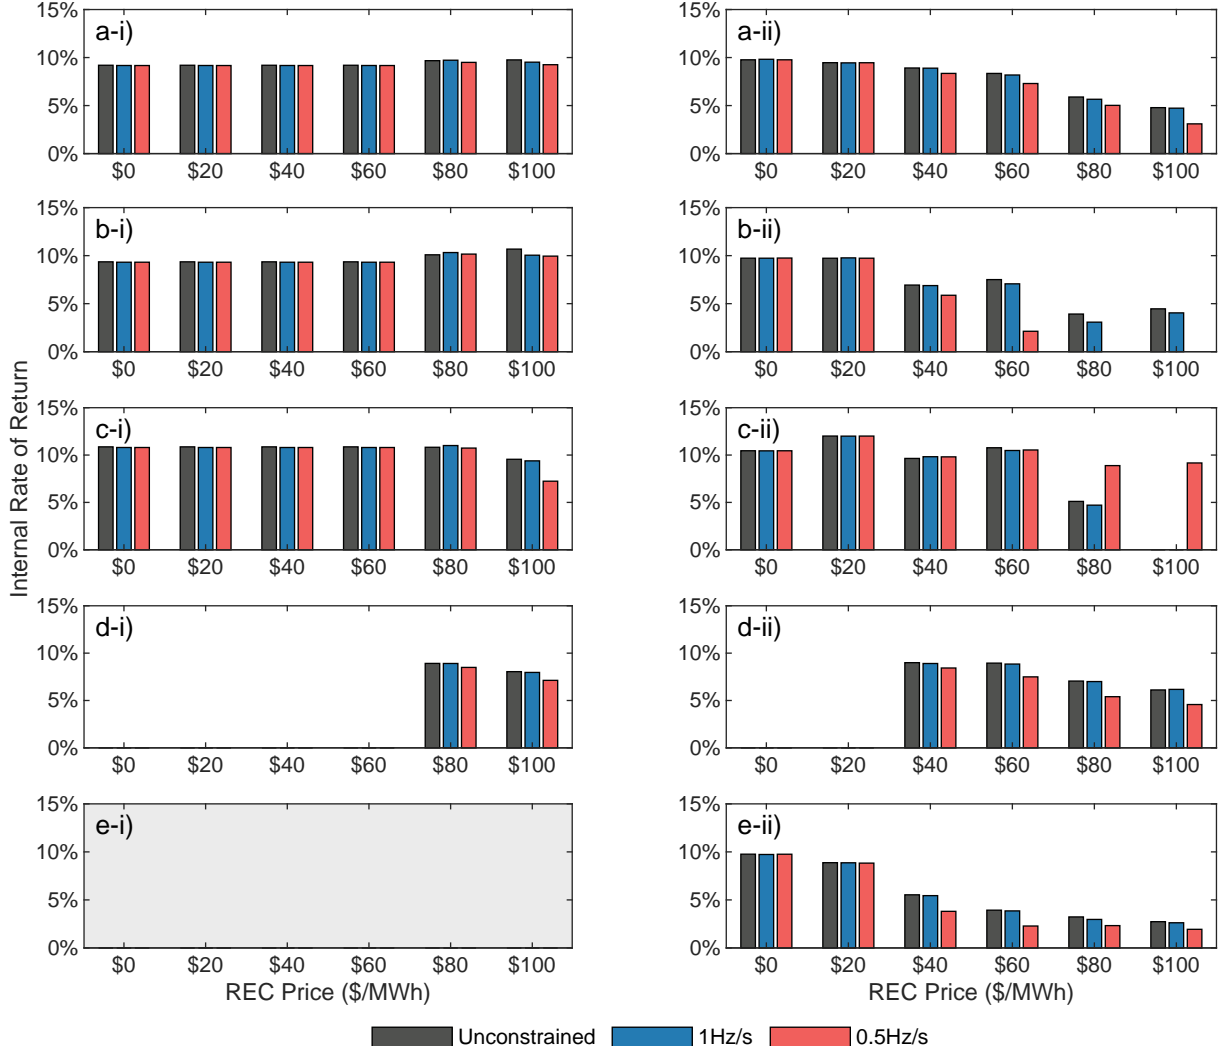 a-i)
15%
10%
5%
0%
$0 $20 $40 $60 $80 $100
a-ii)
15%
10%
5%
0%
$0 $20 $40 $60 $80 $100
b-i)
15%
10%
5%
0%
$0 $20 $40 $60 $80 $100
b-ii)
15%
10%
5%
0%
$0 $20 $40 $60 $80 $100
Internal Rate of Return
c-i)
15%
10%
5%
0%
$0 $20 $40 $60 $80 $100
c-ii)
15%
10%
5%
0%
$0 $20 $40 $60 $80 $100
d-i)
15%
10%
5%
0%
$0 $20 $40 $60 $80 $100
d-ii)
15%
10%
5%
0%
$0 $20 $40 $60 $80 $100
e-i)
15%
10%
5%
0%
$0 $20 $40 $60 $80 $100
REC Price ($/MWh)
e-ii)
15%
10%
5%
0%
$0 $20 $40 $60 $80 $100
REC Price ($/MWh)
Unconstrained 1Hz/s 0.5Hz/s